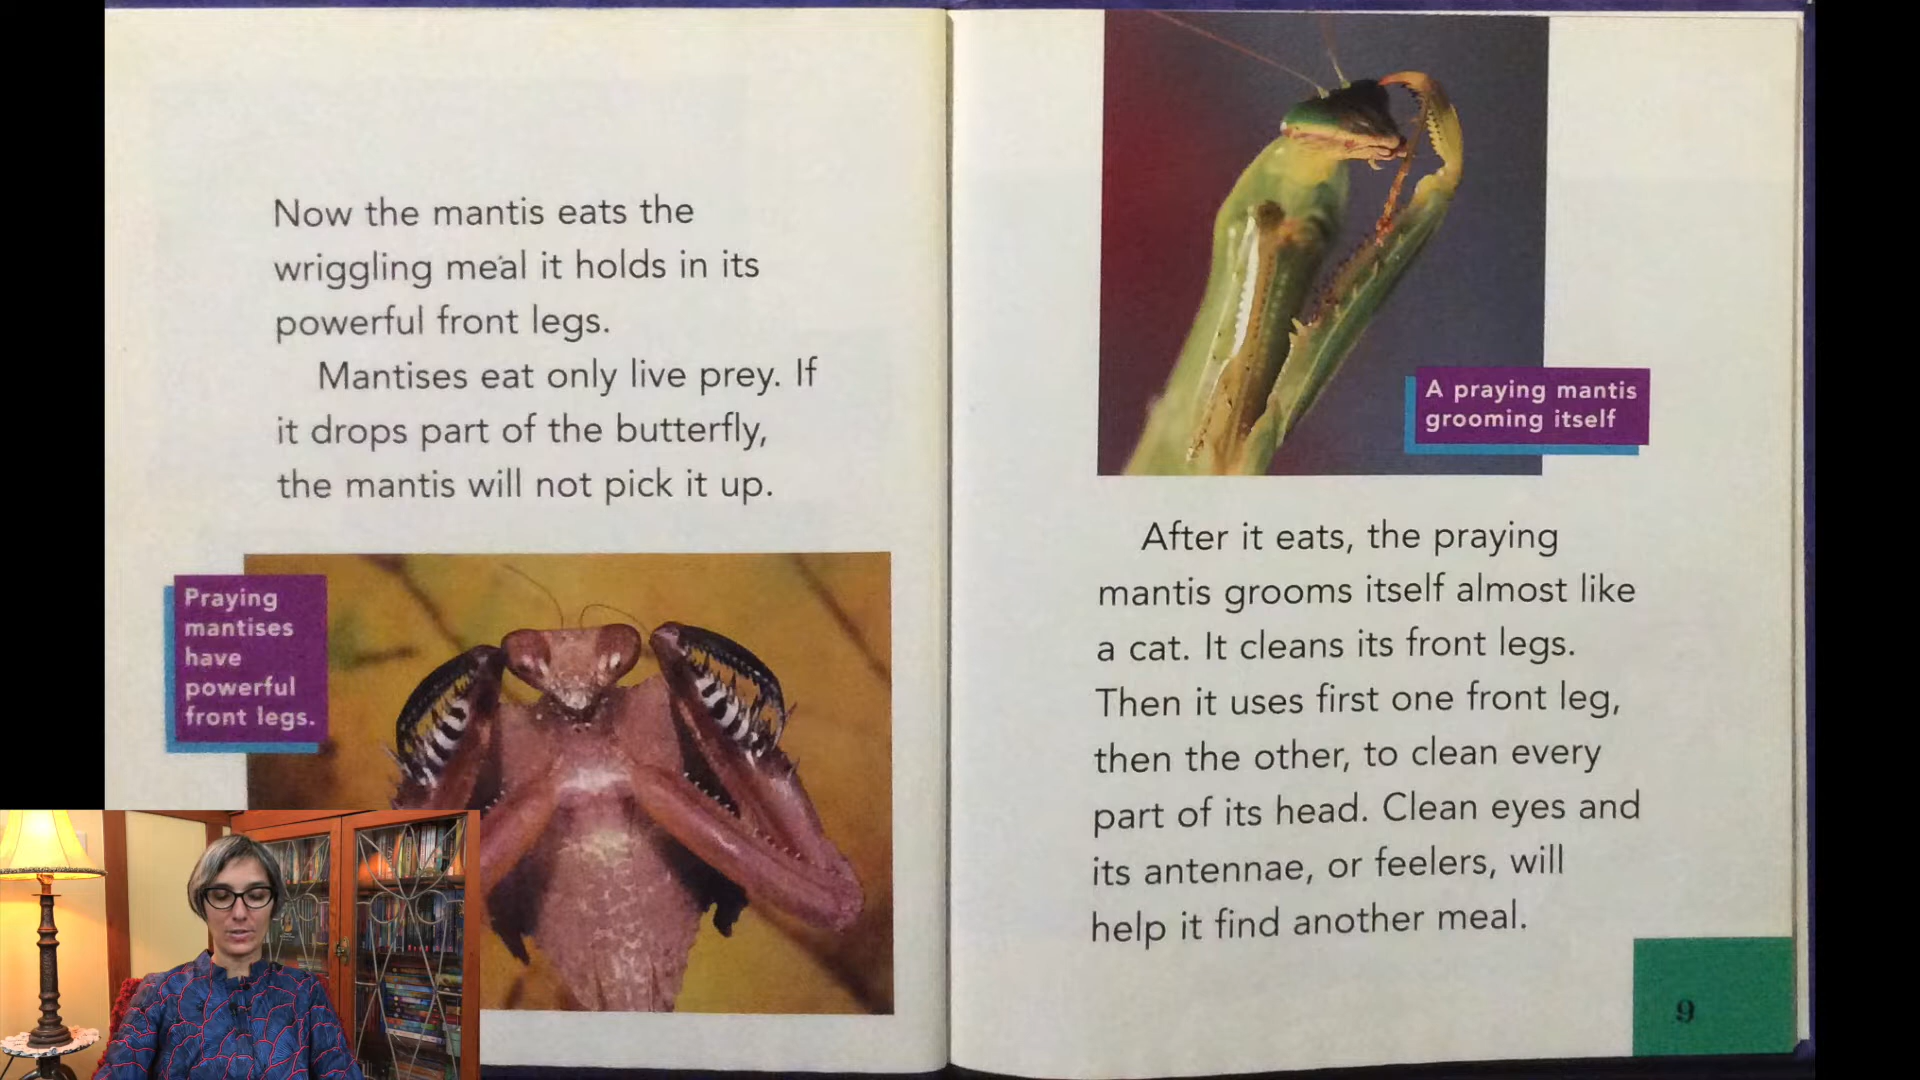 Now the mantis eats the
wriggling meal it holds in its
powerful front legs.
Mantises eat only live prey. If
it drops part of the butterfly,
the mantis will not pick it up.
Praying
mantises
have
powerful
front legs.
A praying mantis
grooming itself
After it eats, the praying
mantis grooms itself almost like
a cat. It cleans its front legs.
Then it uses first one front leg,
then the other, to clean every
part of its head. Clean eyes and
its antennae, or feelers, will
help it find another meal.
9